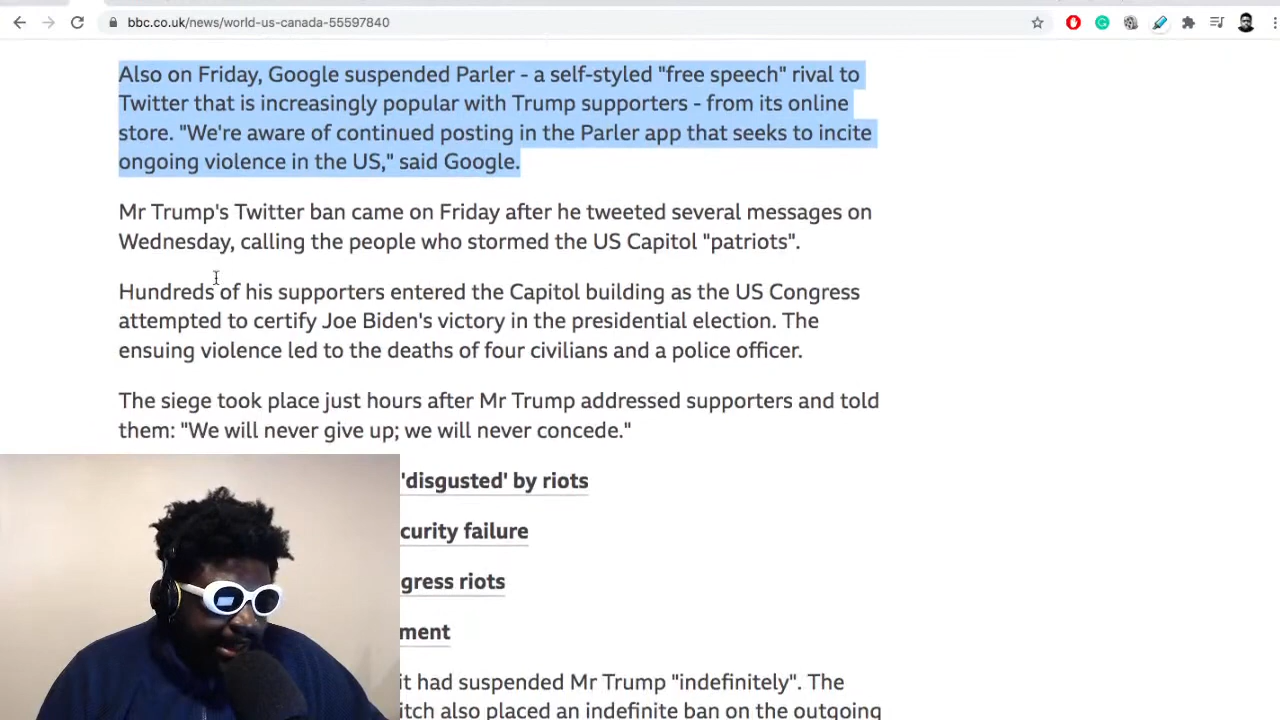 bbc.co.uk/news/world-us-canada-55597840
Also on Friday, Google suspended Parler - a self-styled "free speech" rival to
Twitter that is increasingly popular with Trump supporters - from its online
store. "We're aware of continued posting in the Parler app that seeks to incite
ongoing violence in the US," said Google.
Mr Trump's Twitter ban came on Friday after he tweeted several messages on
Wednesday, calling the people who stormed the US Capitol "patriots".
Hundreds of his supporters entered the Capitol building as the US Congress
attempted to certify Joe Biden's victory in the presidential election. The
ensuing violence led to the deaths of four civilians and a police officer.
The siege took place just hours after Mr Trump addressed supporters and told
them: "We will never give up; we will never concede."
'disgusted' by riots
curity failure
gress riots
ment
it had suspended Mr Trump "indefinitely". The
itch also placed an indefinite ban on the outgoing